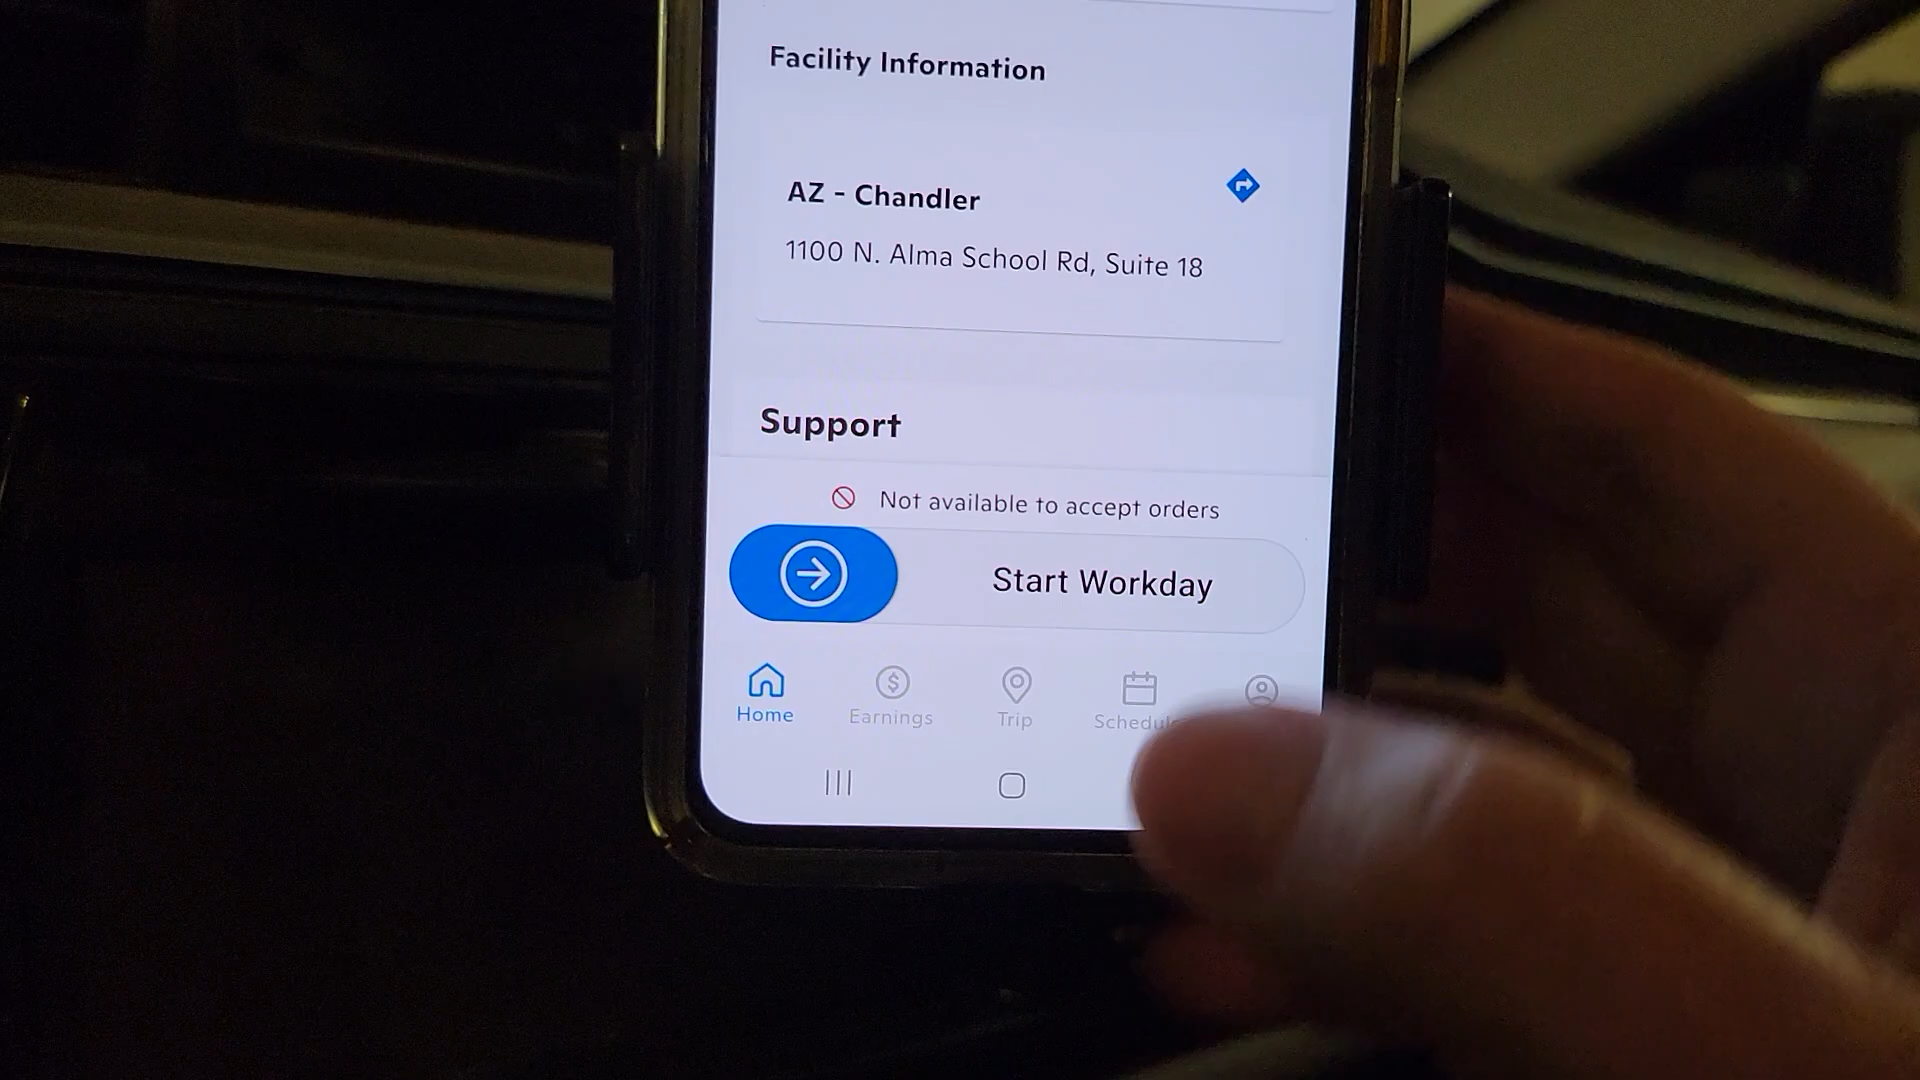 Facility Information
AZ - Chandler
1100 N. Alma School Rd, Suite 18
Support
Not available to accept orders
Start Workday
Home
Earnings
Trip
Schedule